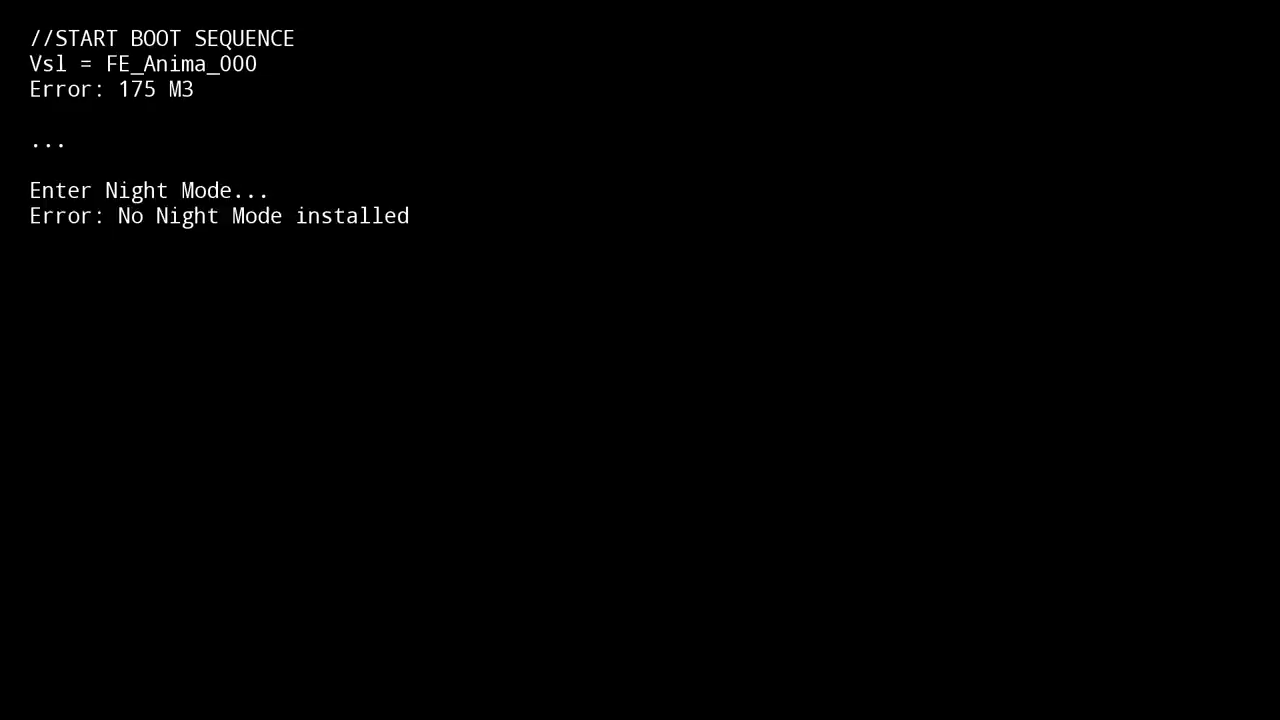 //START BOOT SEQUENCE
Vsl = FE_Anima_000
Error: 175 M3
...
Enter Night Mode...
Error: No Night Mode installed